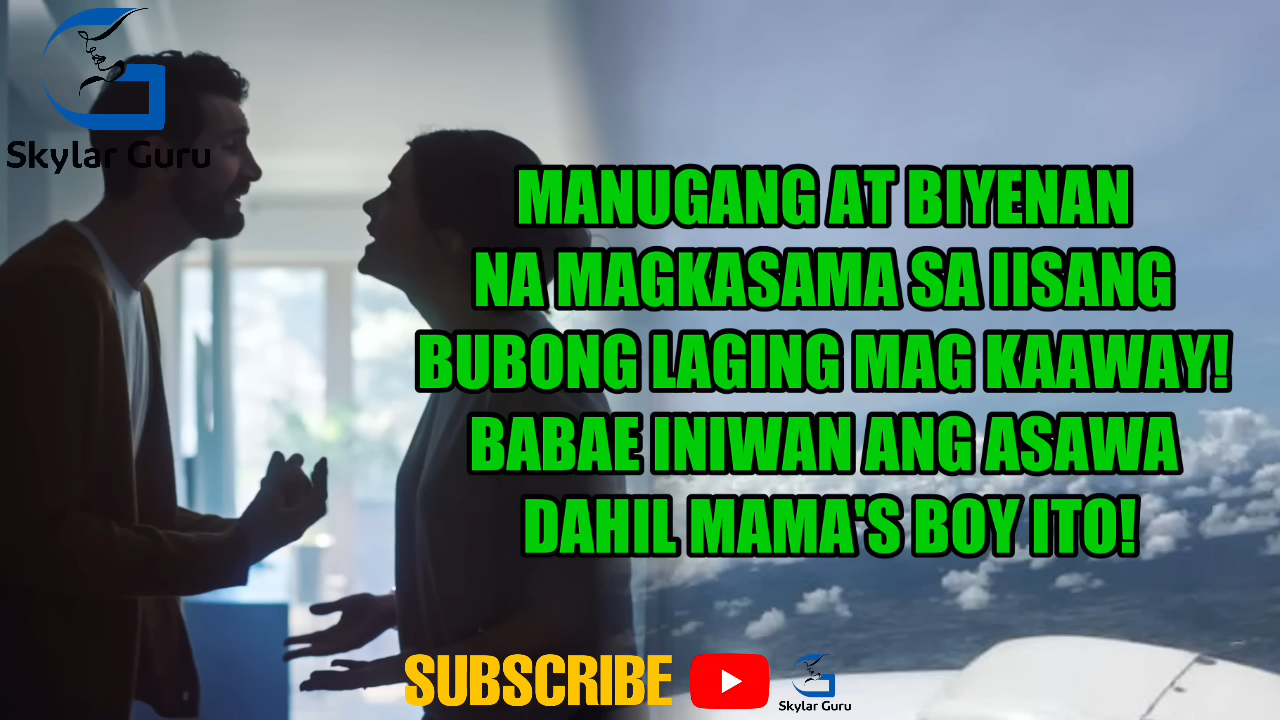 Skylar Guru
MANUGANG AT BIYENAN
NA MAGKASAMA SA IISANG
BUBONG LAGING MAG KAAWAY!
BABAE INIWAN ANG ASAWA
DAHIL MAMA'S BOY ITO!
SUBSCRIBE
Skylar Guru